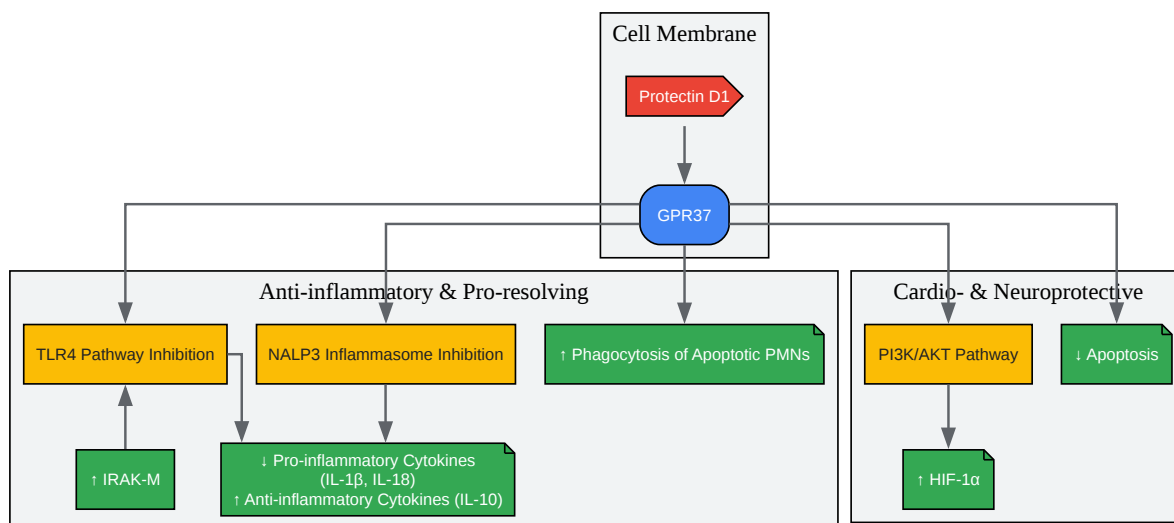 Cell Membrane
Protectin D1
GPR37
Anti-inflammatory & Pro-resolving
Cardio- & Neuroprotective
TLR4 Pathway Inhibition
NALP3 Inflammasome Inhibition
↑ Phagocytosis of Apoptotic PMNs
PI3K/AKT Pathway
↓ Apoptosis
↑ IRAK-M
↓ Pro-inflammatory Cytokines
(IL-1β, IL-18)
↑ Anti-inflammatory Cytokines (IL-10)
↑ HIF-1α